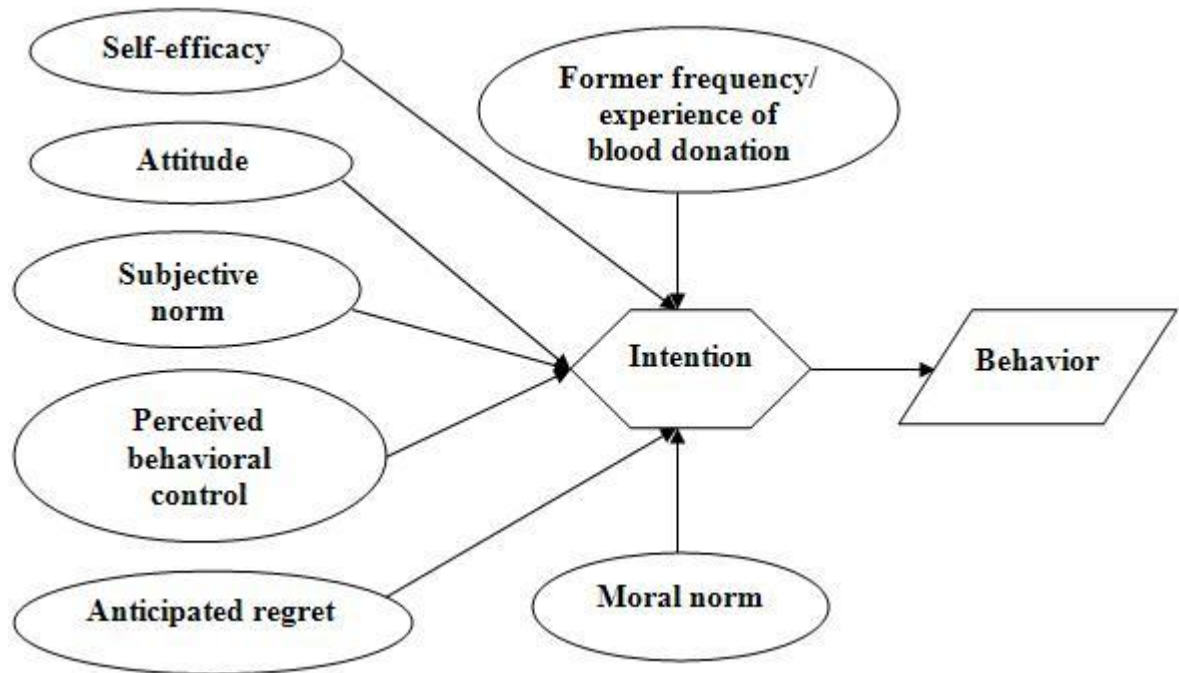 Self-efficacy
Former frequency/
experience of
blood donation
Attitude
Subjective
norm
Intention
Behavior
Perceived
behavioral
control
Anticipated regret
Moral norm